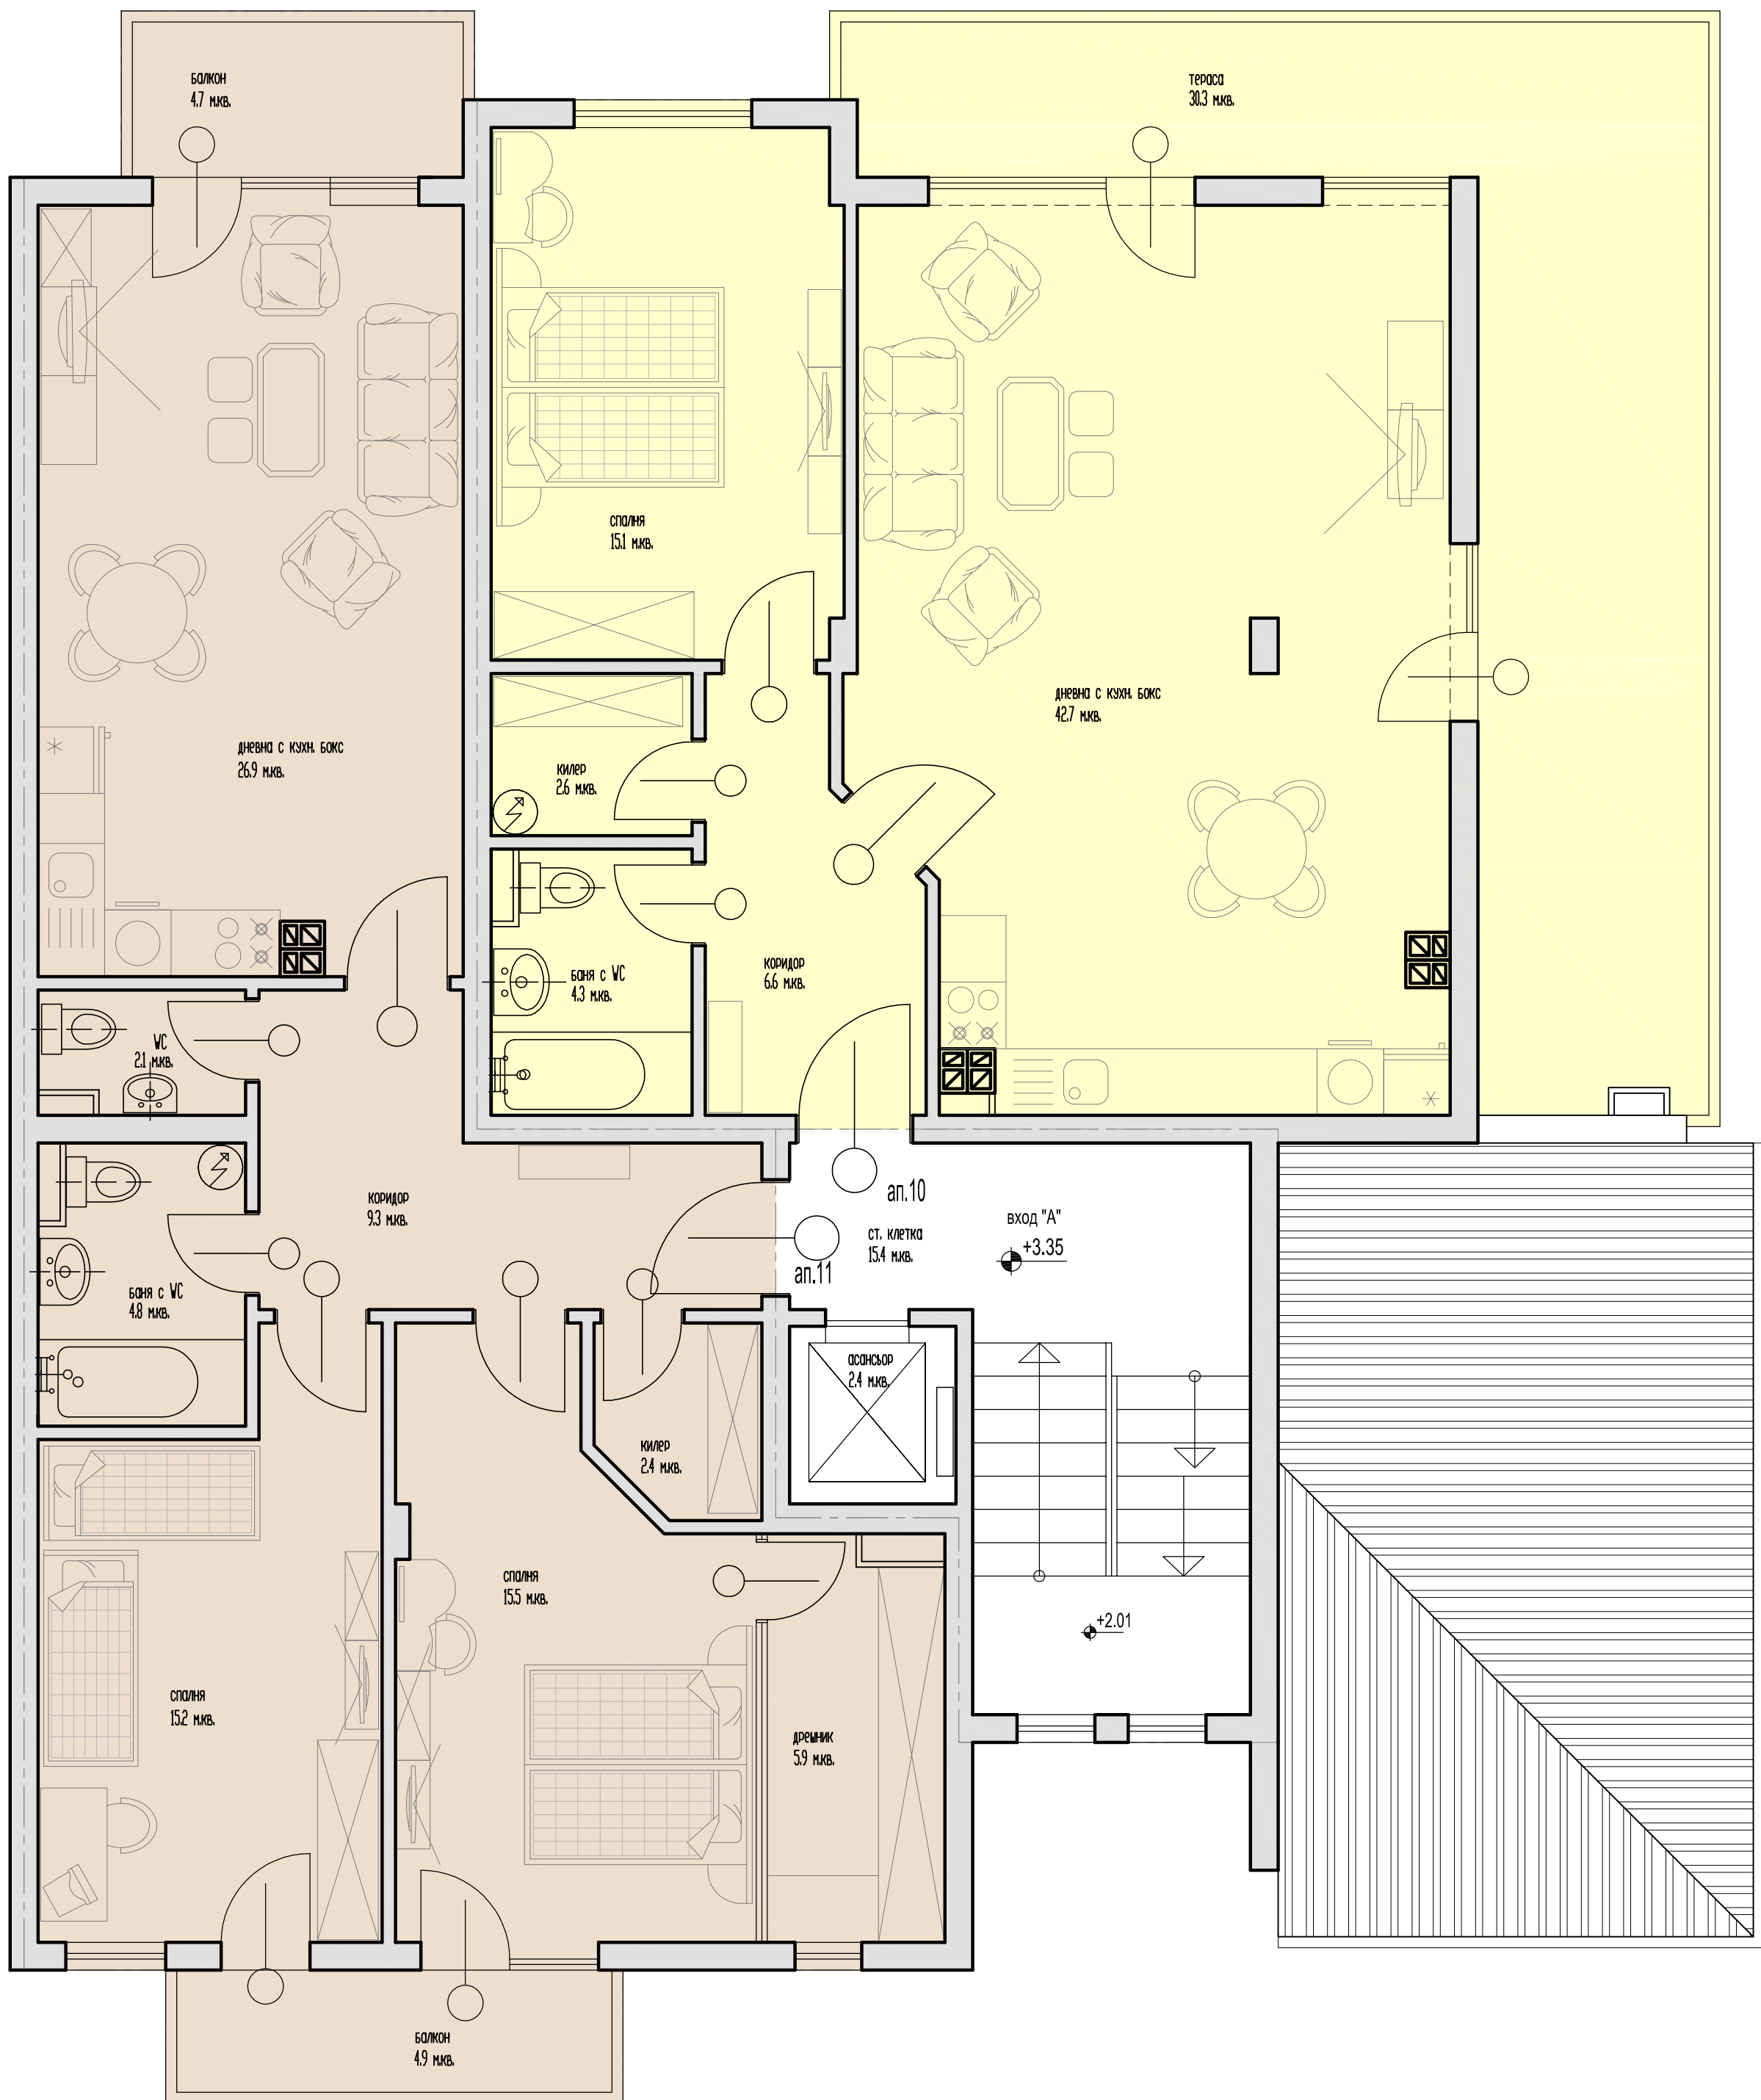 балкон
4.7 м.кв.
тераса
30.3 м.кв.
спалня
15.1 м.кв.
дневна с кухн. бокс
42.7 м.кв.
дневна с кухн. бокс
26.9 м.кв.
килер
2.6 м.кв.
баня с WC
4.3 м.кв.
коридор
6.6 м.кв.
WC
2.1 м.кв.
коридор
9.3 м.кв.
ап.10
ст. клетка
15.4 м.кв.
вход "А"
+3.35
ап.11
баня с WC
4.8 м.кв.
асансьор
2.4 м.кв.
килер
2.4 м.кв.
спалня
15.5 м.кв.
+2.01
спалня
15.2 м.кв.
дрешник
5.9 м.кв.
балкон
4.9 м.кв.